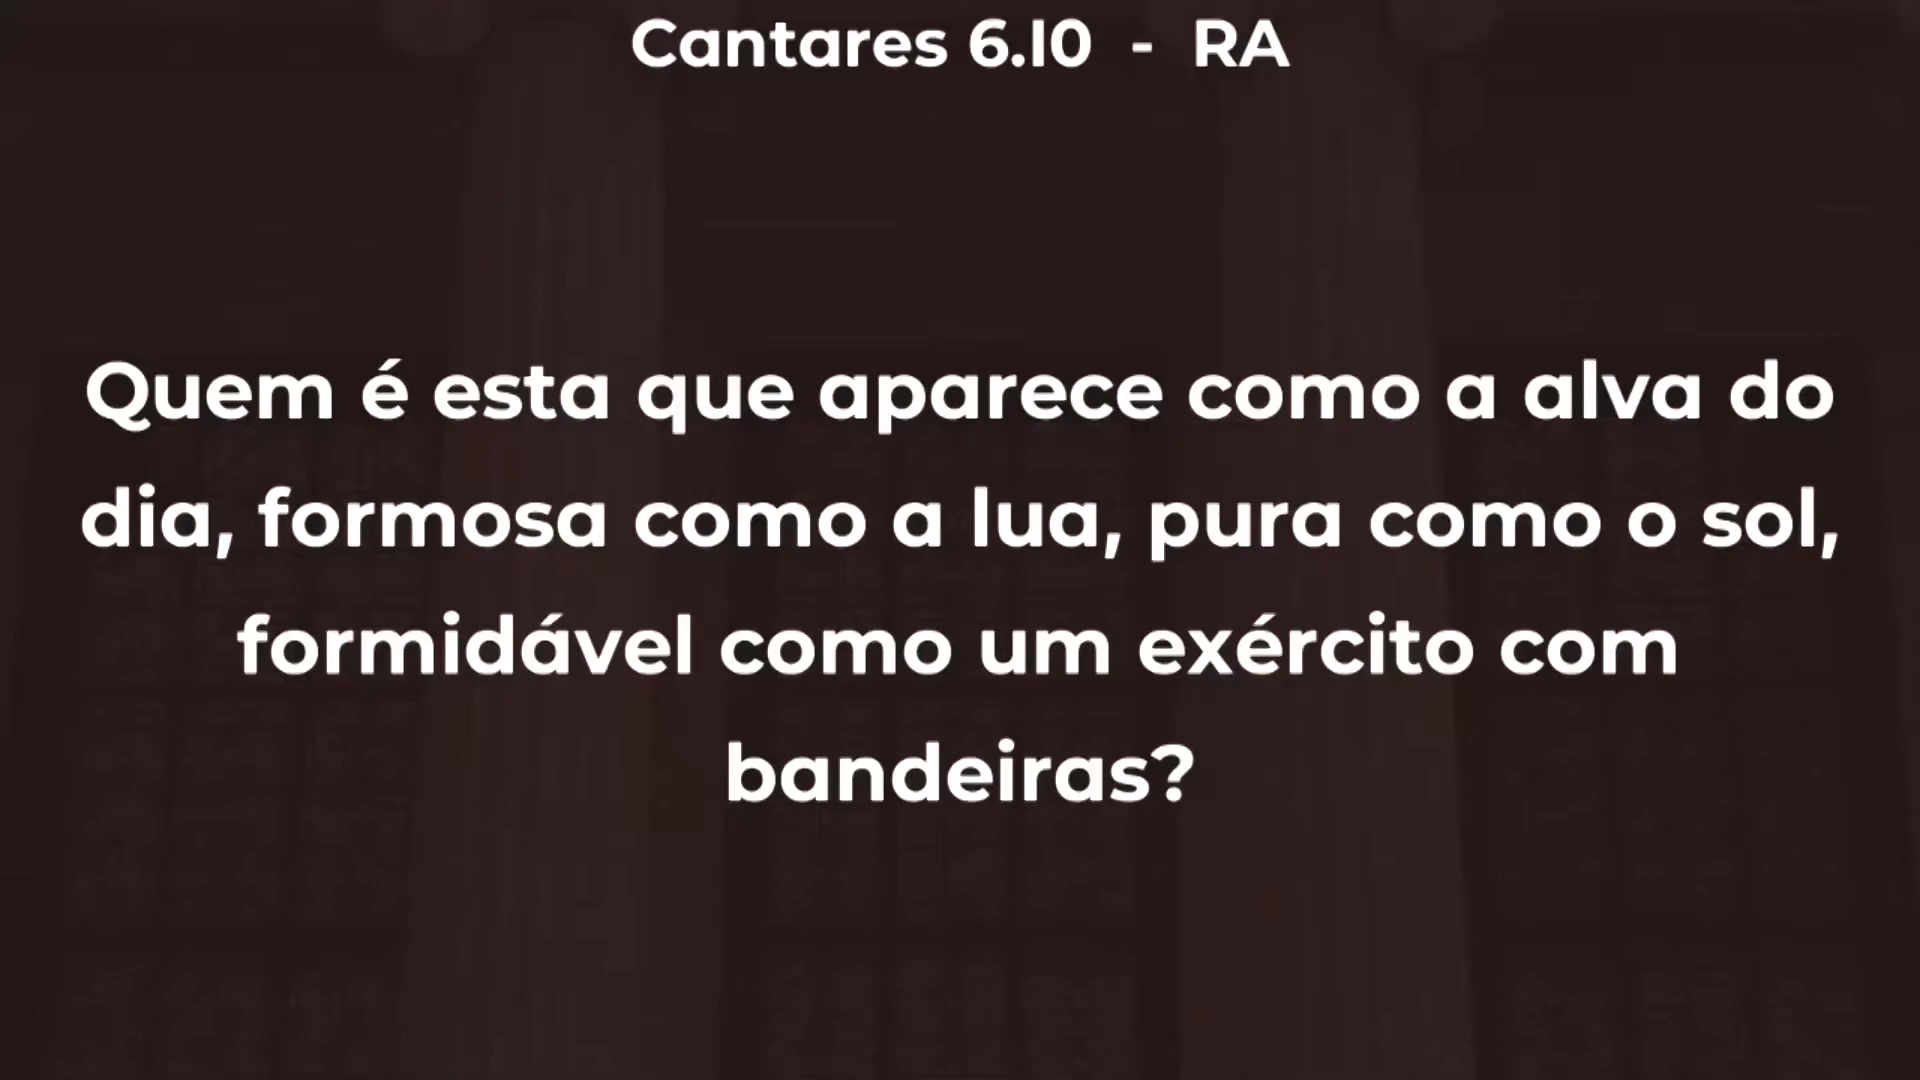 Cantares 6.10 - RA
Quem é esta que aparece como a alva do
dia, formosa como a lua, pura como o sol,
formidável como um exército com
bandeiras?